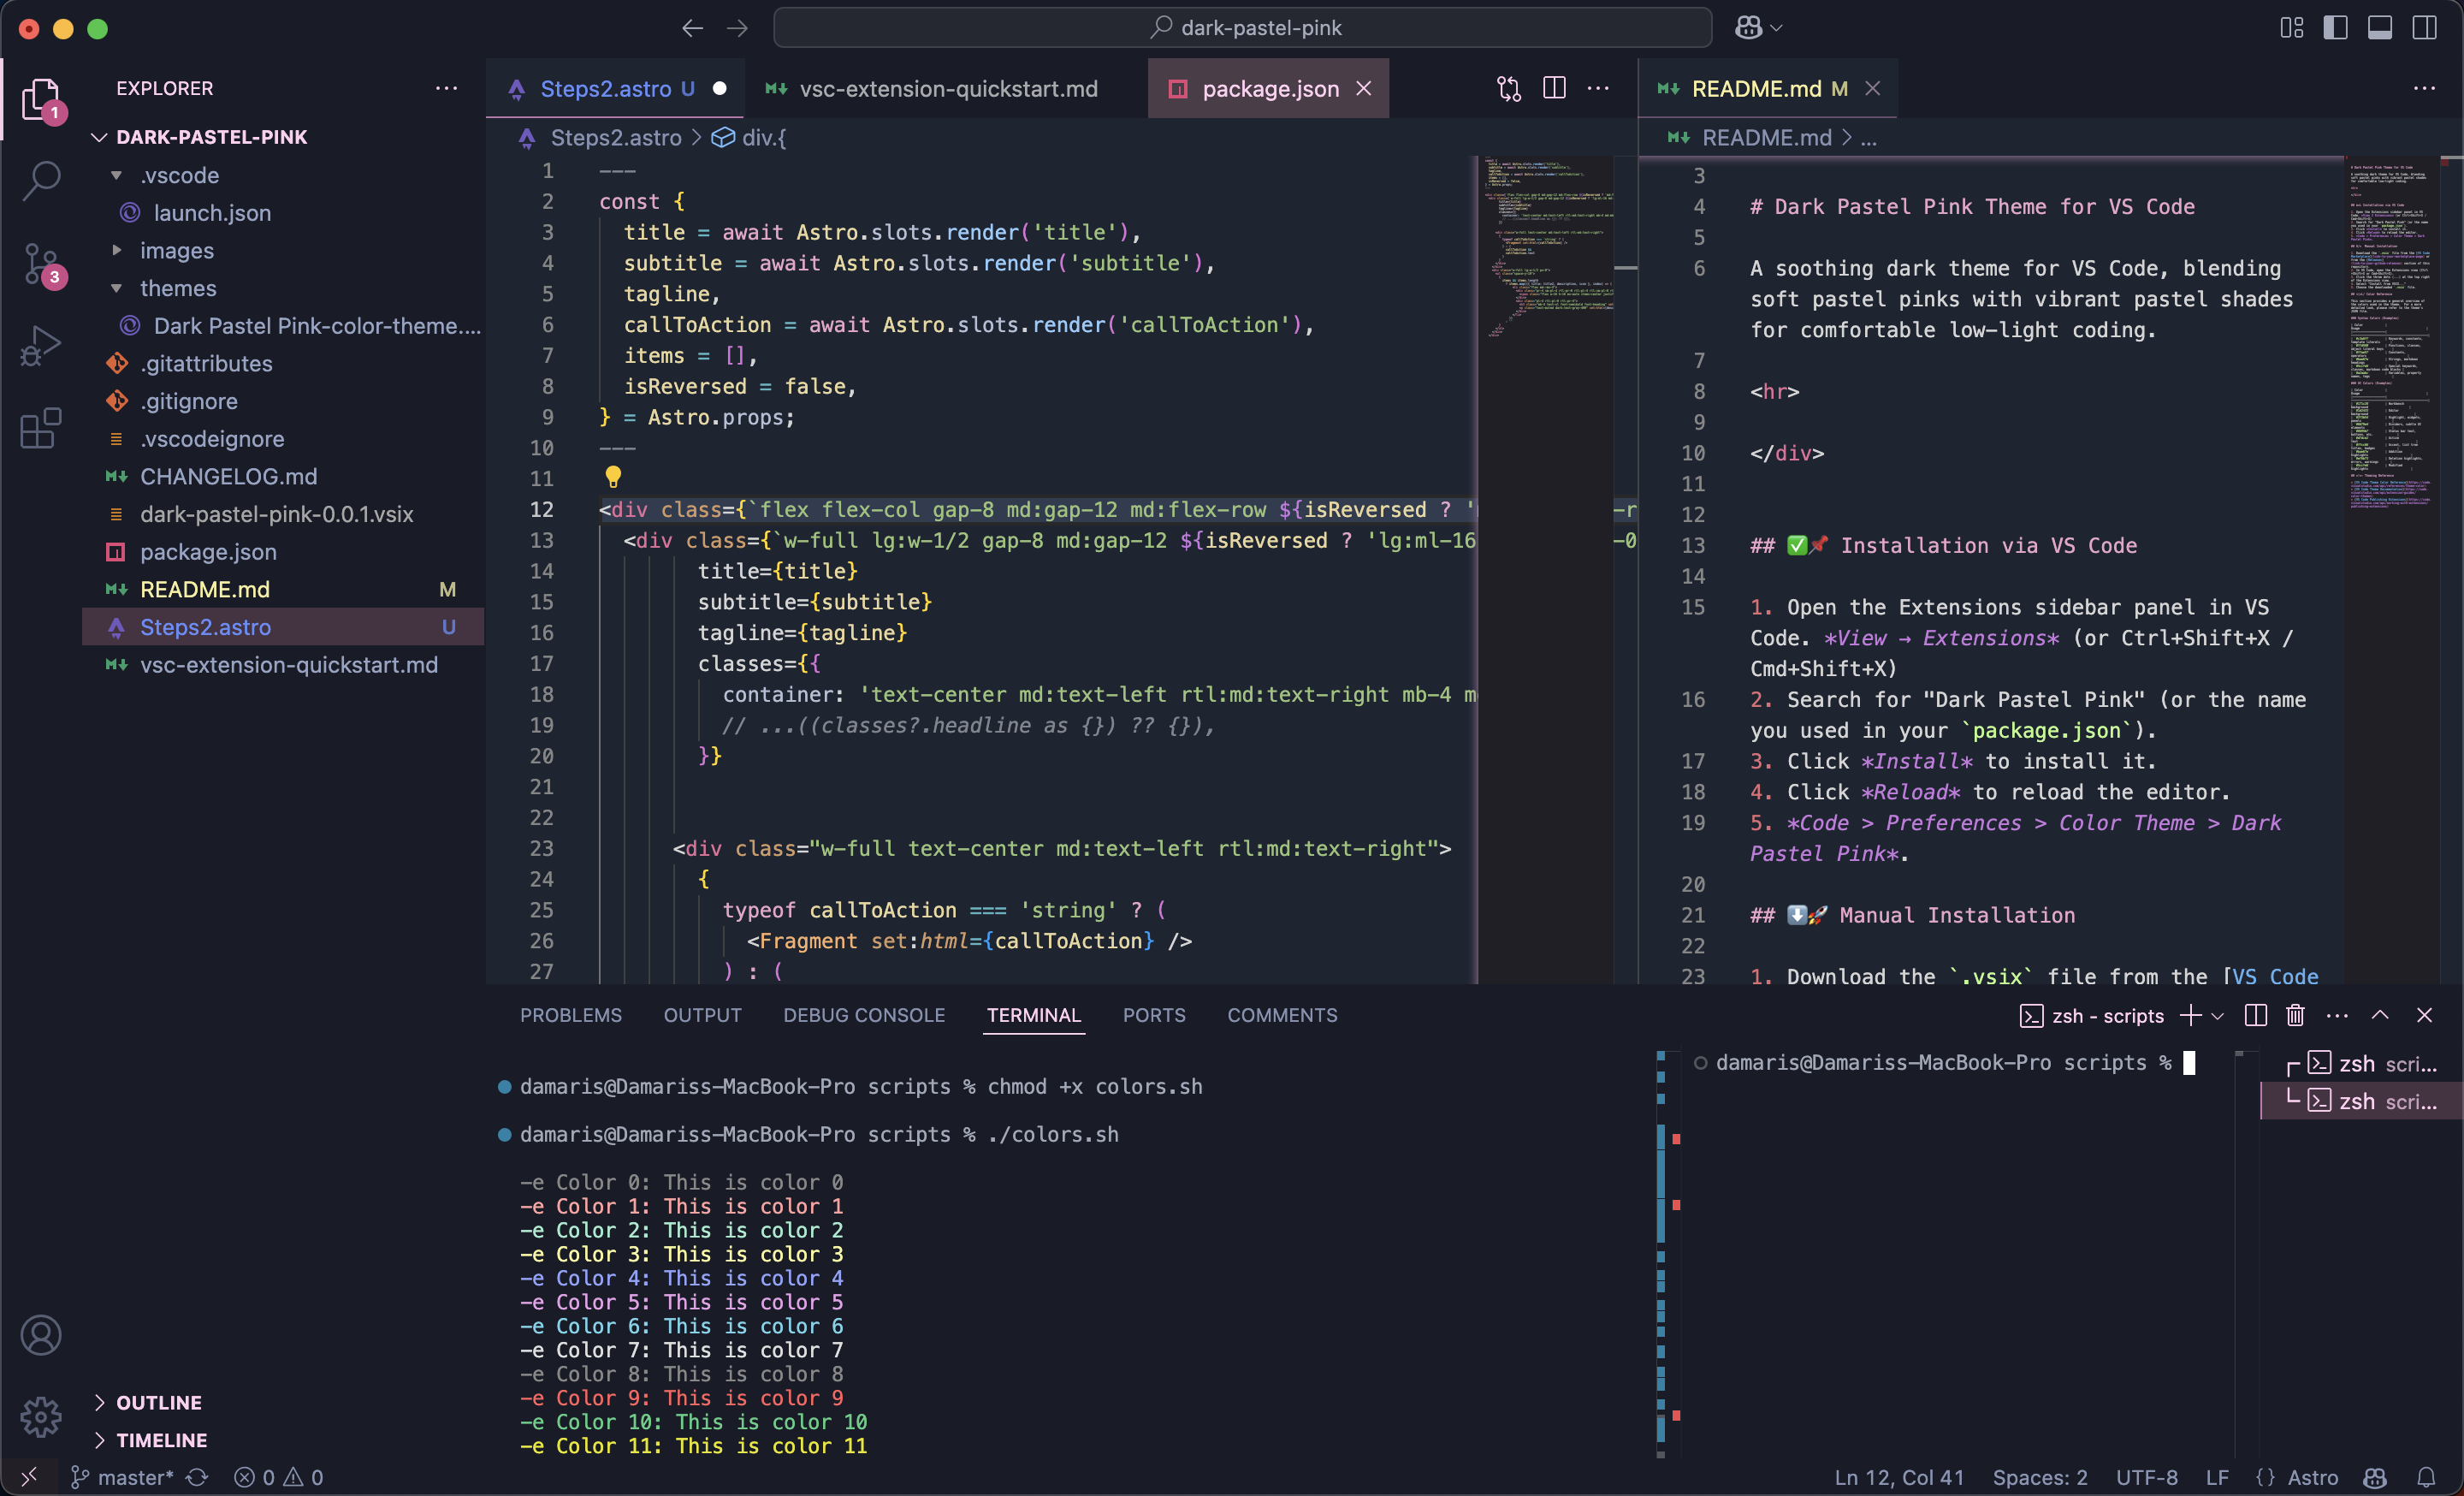 dark-pastel-pink
EXPLORER
1
DARK-PASTEL-PINK
.vscode
launch.json
images
themes
Dark Pastel Pink-color-theme....
.gitattributes
.gitignore
.vscodeignore
CHANGELOG.md
dark-pastel-pink-0.0.1.vsix
package.json
README.md M
Steps2.astro U
vsc-extension-quickstart.md
3
OUTLINE
TIMELINE
Steps2.astro U
vsc-extension-quickstart.md
package.json
Steps2.astro > div.{
1 ---
2 const {
3 title = await Astro.slots.render('title'),
4 subtitle = await Astro.slots.render('subtitle'),
5 tagline,
6 callToAction = await Astro.slots.render('callToAction'),
7 items = [],
8 isReversed = false,
9 } = Astro.props;
10 ---
11
12 <div class={`flex flex-col gap-8 md:gap-12 md:flex-row ${isReversed ? '
13 <div class={`w-full lg:w-1/2 gap-8 md:gap-12 ${isReversed ? 'lg:ml-16
14 title={title}
15 subtitle={subtitle}
16 tagline={tagline}
17 classes={{
18 container: 'text-center md:text-left rtl:md:text-right mb-4 m
19 // ...((classes?.headline as {}) ?? {}),
20 }}
21
22
23 <div class="w-full text-center md:text-left rtl:md:text-right">
24 {
25 typeof callToAction === 'string' ? (
26 <Fragment set:html={callToAction} />
27 ) : (
README.md M
README.md > ...
3
4 # Dark Pastel Pink Theme for VS Code
5
6 A soothing dark theme for VS Code, blending
soft pastel pinks with vibrant pastel shades
for comfortable low-light coding.
7
8 <hr>
9
10 </div>
11
12
13 ## ✅📌 Installation via VS Code
14
15 1. Open the Extensions sidebar panel in VS
Code. *View → Extensions* (or Ctrl+Shift+X /
Cmd+Shift+X)
16 2. Search for "Dark Pastel Pink" (or the name
you used in your `package.json`).
17 3. Click *Install* to install it.
18 4. Click *Reload* to reload the editor.
19 5. *Code > Preferences > Color Theme > Dark
Pastel Pink*.
20
21 ## ⬇️🚀 Manual Installation
22
23 1. Download the `.vsix` file from the [VS Code
PROBLEMS OUTPUT DEBUG CONSOLE TERMINAL PORTS COMMENTS
zsh - scripts
damaris@Damariss-MacBook-Pro scripts % chmod +x colors.sh
damaris@Damariss-MacBook-Pro scripts % ./colors.sh
-e Color 0: This is color 0
-e Color 1: This is color 1
-e Color 2: This is color 2
-e Color 3: This is color 3
-e Color 4: This is color 4
-e Color 5: This is color 5
-e Color 6: This is color 6
-e Color 7: This is color 7
-e Color 8: This is color 8
-e Color 9: This is color 9
-e Color 10: This is color 10
-e Color 11: This is color 11
damaris@Damariss-MacBook-Pro scripts %
zsh scri...
zsh scri...
master* 0 0
Ln 12, Col 41 Spaces: 2 UTF-8 LF {} Astro